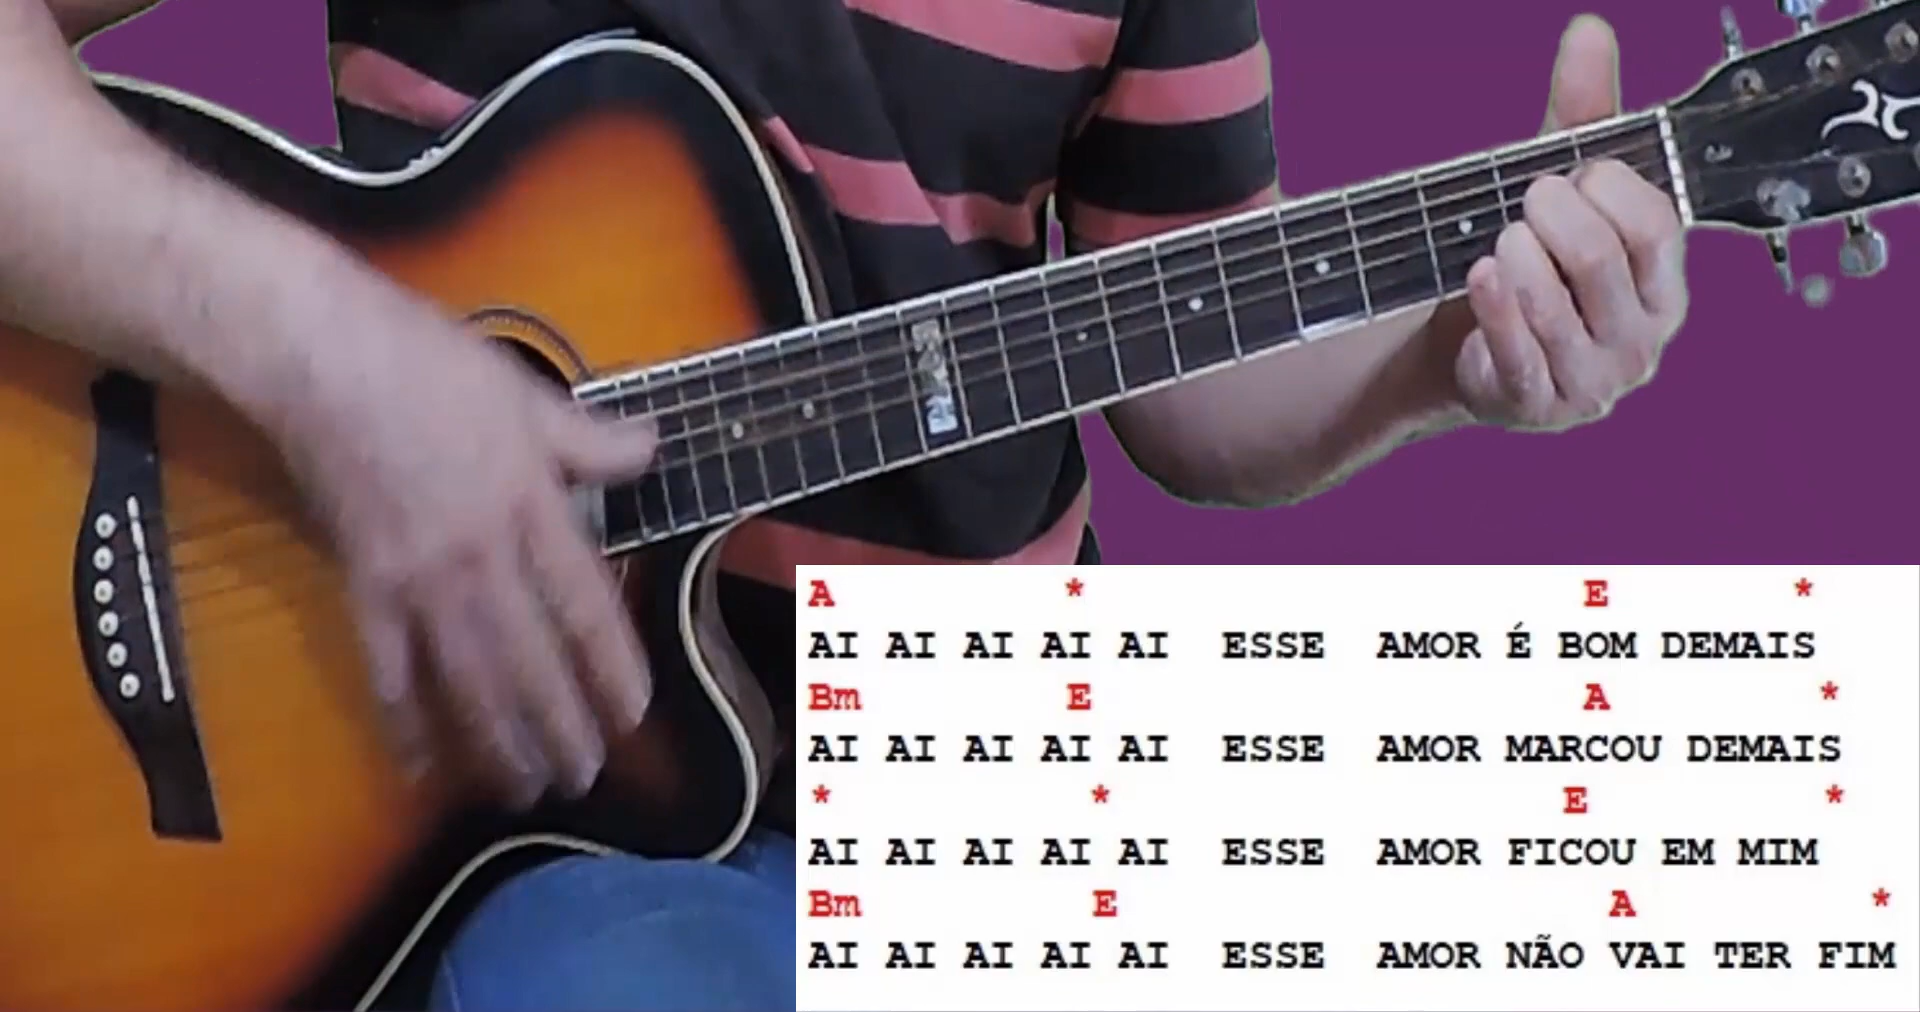 A * E *
AI AI AI AI AI ESSE AMOR É BOM DEMAIS
Bm E A *
AI AI AI AI AI ESSE AMOR MARCOU DEMAIS
* * E *
AI AI AI AI AI ESSE AMOR FICOU EM MIM
Bm E A *
AI AI AI AI AI ESSE AMOR NÃO VAI TER FIM